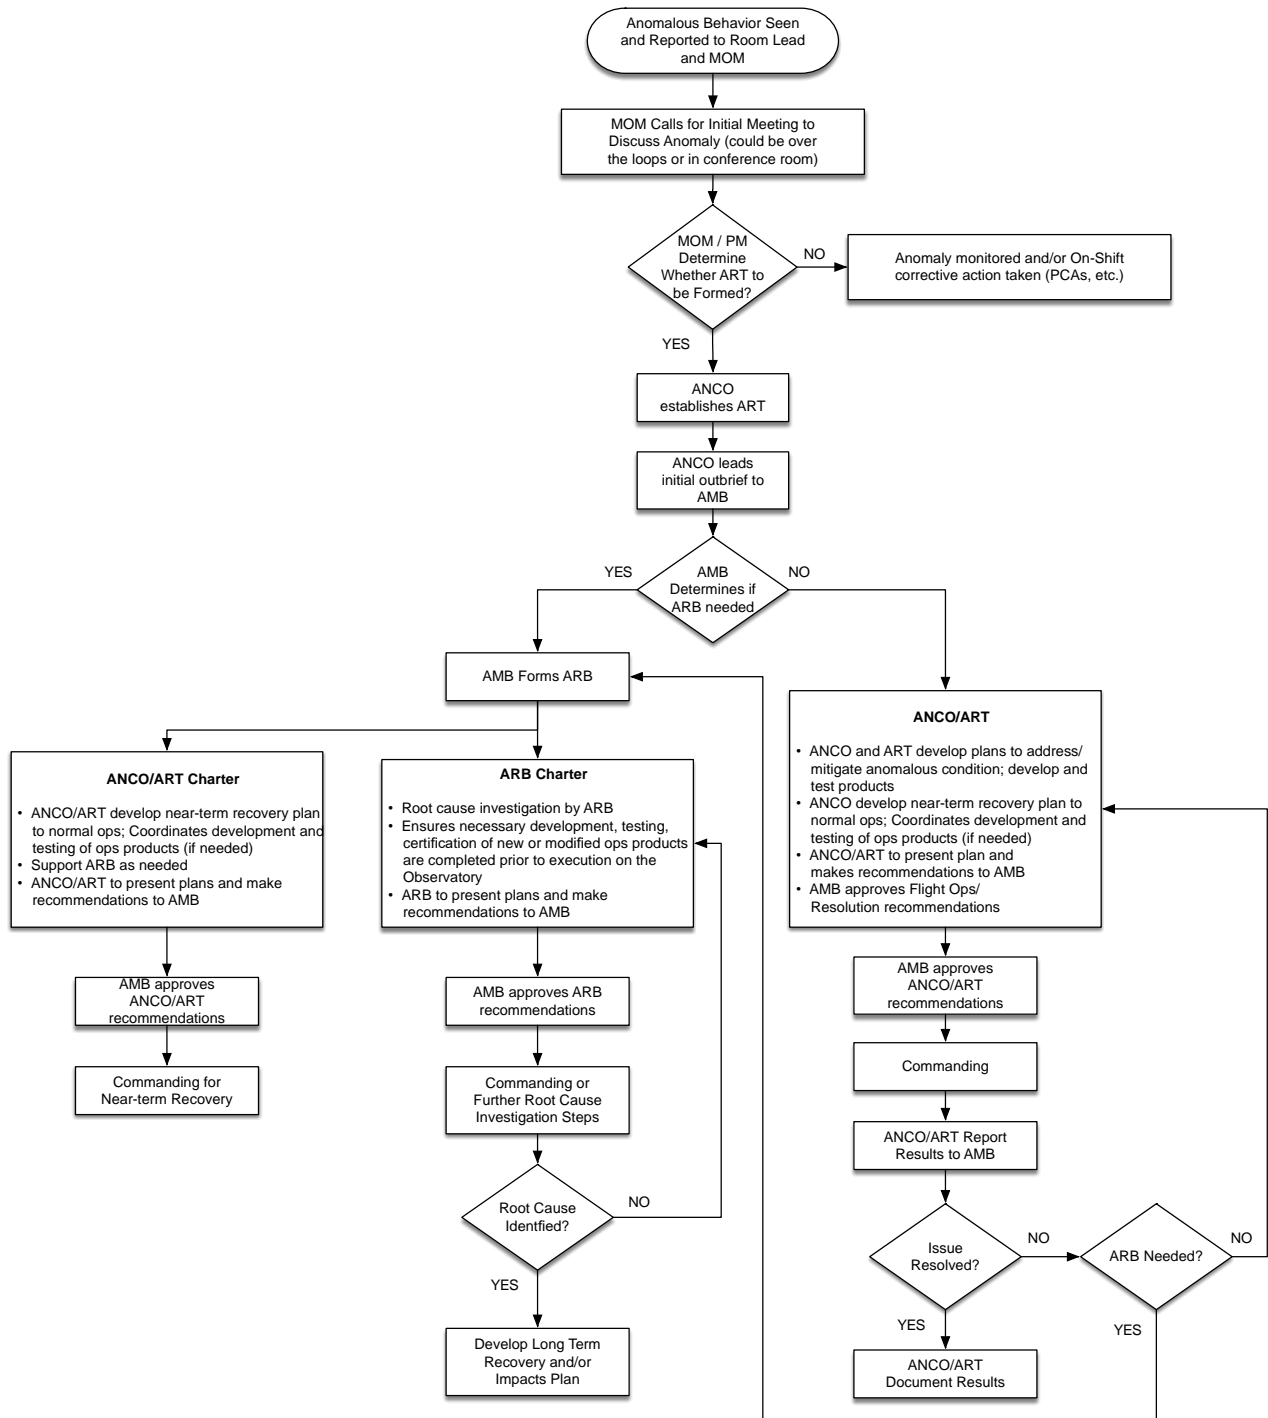 Anomalous Behavior Seen
and Reported to Room Lead
and MOM
MOM Calls for Initial Meeting to
Discuss Anomaly (could be over
the loops or in conference room)
MOM / PM
Determine
Whether ART to
be Formed?
NO
Anomaly monitored and/or On-Shift
corrective action taken (PCAs, etc.)
YES
ANCO
establishes ART
ANCO leads
initial outbrief to
AMB
YES
AMB
Determines if
ARB needed
NO
AMB Forms ARB
ANCO/ART Charter
• ANCO/ART develop near-term recovery plan
to normal ops; Coordinates development and
testing of ops products (if needed)
• Support ARB as needed
• ANCO/ART to present plans and make
recommendations to AMB
AMB approves
ANCO/ART
recommendations
Commanding for
Near-term Recovery
ARB Charter
• Root cause investigation by ARB
• Ensures necessary development, testing,
certification of new or modified ops products
are completed prior to execution on the
Observatory
• ARB to present plans and make
recommendations to AMB
AMB approves ARB
recommendations
Commanding or
Further Root Cause
Investigation Steps
Root Cause
Identfied?
NO
YES
Develop Long Term
Recovery and/or
Impacts Plan
ANCO/ART
• ANCO and ART develop plans to address/
mitigate anomalous condition; develop and
test products
• ANCO develop near-term recovery plan to
normal ops; Coordinates development and
testing of ops products (if needed)
• ANCO/ART to present plan and
makes recommendations to AMB
• AMB approves Flight Ops/
Resolution recommendations
AMB approves
ANCO/ART
recommendations
Commanding
ANCO/ART Report
Results to AMB
Issue
Resolved?
NO
ARB Needed?
NO
YES
YES
ANCO/ART
Document Results